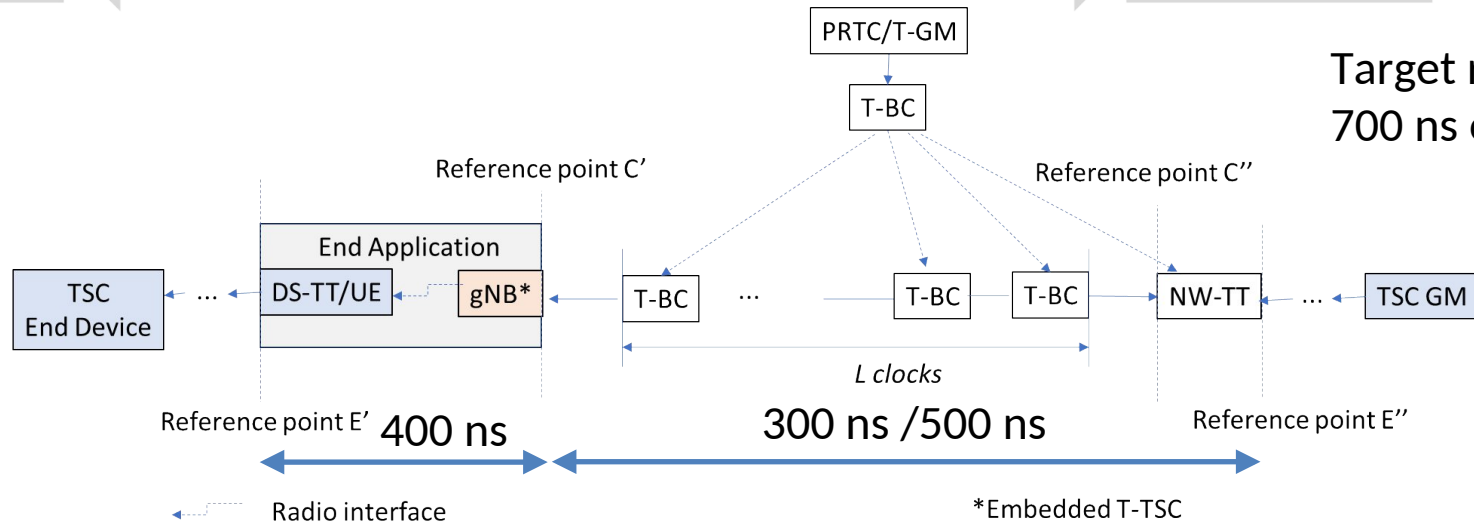 PRTC/T-GM
Target
700 ns
T-BC
Reference point C’
Reference point C’’
End Application
TSC
End Device
...
DS-TT/UE
gNB*
T-BC
...
T-BC
T-BC
NW-TT
...
TSC GM
L clocks
Reference point E’
400 ns
300 ns /500 ns
Reference point E’’
Radio interface
*Embedded T-TSC